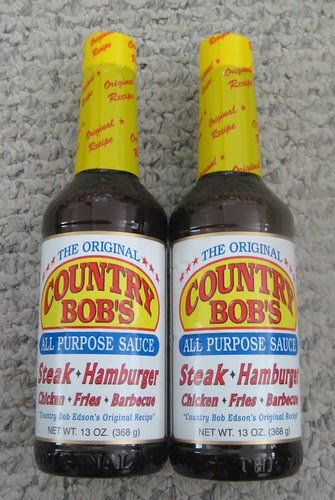 Original
Recipe
Original
Recipe
THE ORIGINAL
COUNTRY
BOB'S
ALL PURPOSE SAUCE
Steak Hamburger
Chicken Fries Barbecue
"Country Bob Edson's Original Recipe"
NET WT. 13 OZ. (368 g)
Recipe
Original
Recipe
THE ORIGINAL
COUNTRY
BOB'S
ALL PURPOSE SAUCE
Steak Hamburger
Chicken Fries Barbecue
"Country Bob Edson's Original Recipe"
NET WT. 13 OZ. (368 g)